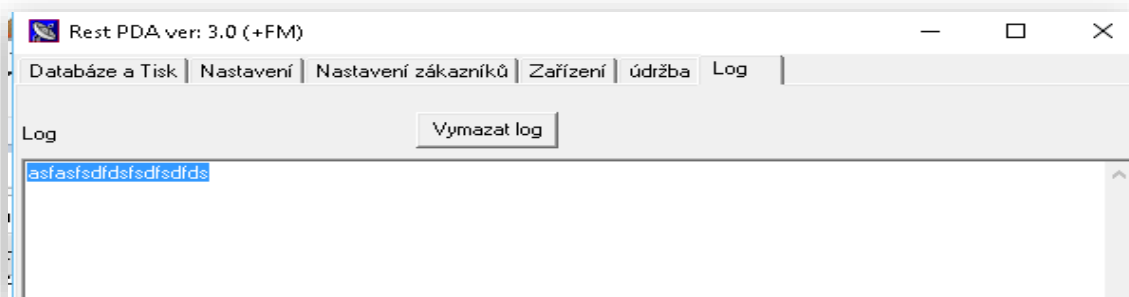 Rest PDA ver: 3.0 (+FM)
Databáze a Tisk Nastavení Nastavení zákazníků Zařízení údržba Log
Log Vymazat log
asfasfsdfdsfsdfsdfds